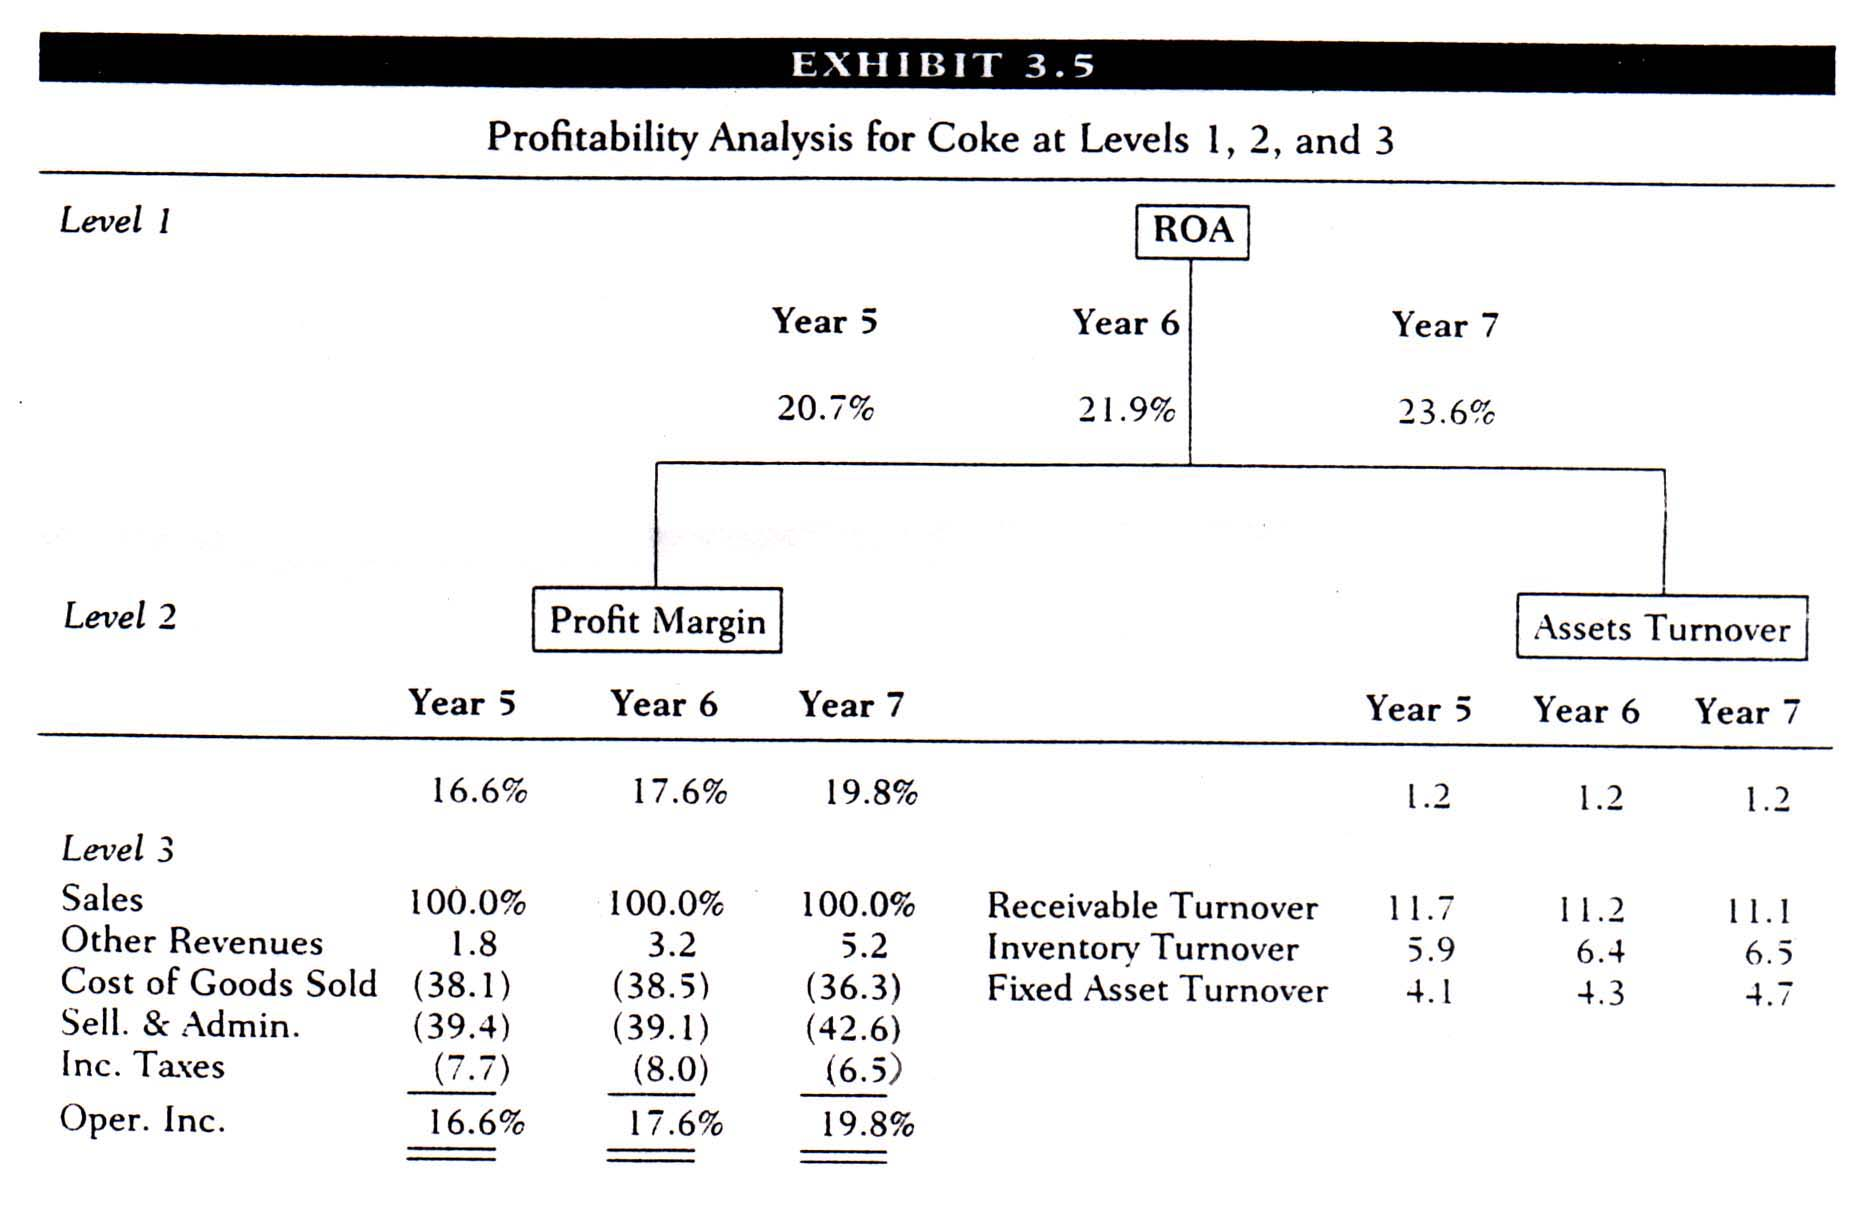 EXHIBIT 3.5
Profitability Analysis for Coke at Levels 1, 2, and 3
Level 1
ROA
Year 5 Year 6 Year 7
20.7% 21.9% 23.6%
Level 2
Profit Margin
Assets Turnover
Year 5 Year 6 Year 7 Year 5 Year 6 Year 7
16.6% 17.6% 19.8% 1.2 1.2 1.2
Level 3
Sales 100.0% 100.0% 100.0% Receivable Turnover 11.7 11.2 11.1
Other Revenues 1.8 3.2 5.2 Inventory Turnover 5.9 6.4 6.5
Cost of Goods Sold (38.1) (38.5) (36.3) Fixed Asset Turnover 4.1 4.3 4.7
Sell. & Admin. (39.4) (39.1) (42.6)
Inc. Taxes (7.7) (8.0) (6.5)
Oper. Inc. 16.6% 17.6% 19.8%